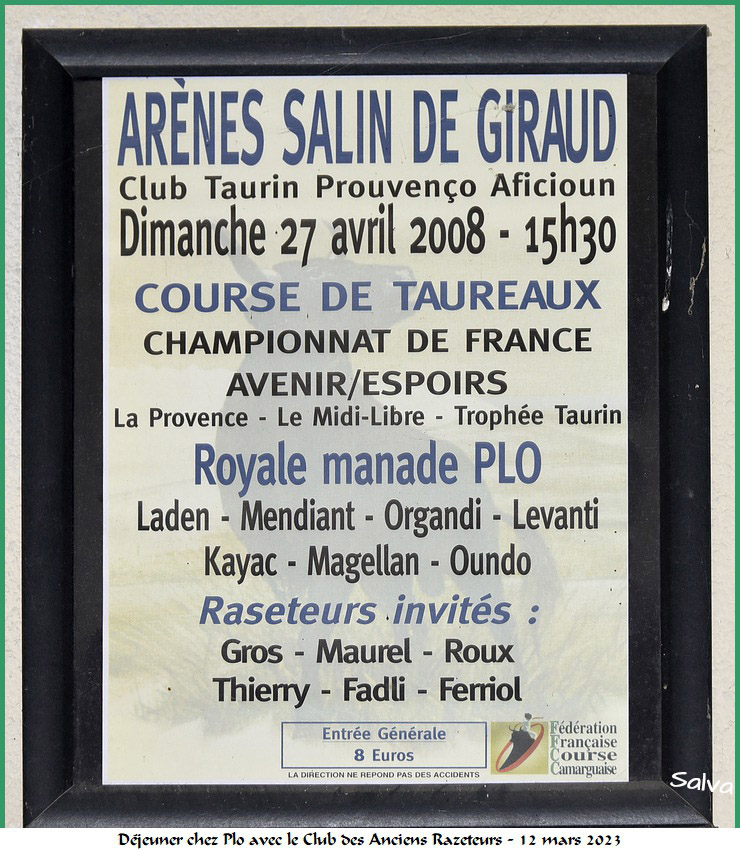 ARÈNES SALIN DE GIRAUD
Club Taurin Prouvenço Aficioun
Dimanche 27 avril 2008 - 15h30
COURSE DE TAUREAUX
CHAMPIONNAT DE FRANCE
AVENIR/ESPOIRS
La Provence - Le Midi-Libre - Trophée Taurin
Royale manade PLO
Laden - Mendiant - Organdi - Levanti
Kayac - Magellan - Oundo
Raseteurs invités :
Gros - Maurel - Roux
Thierry - Fadli - Ferriol
Entrée Générale
8 Euros
LA DIRECTION NE REPOND PAS DES ACCIDENTS
Fédération
Française
Course
Camarguaise
Salva
Déjeuner chez Plo avec le Club des Anciens Razeteurs - 12 mars 2023